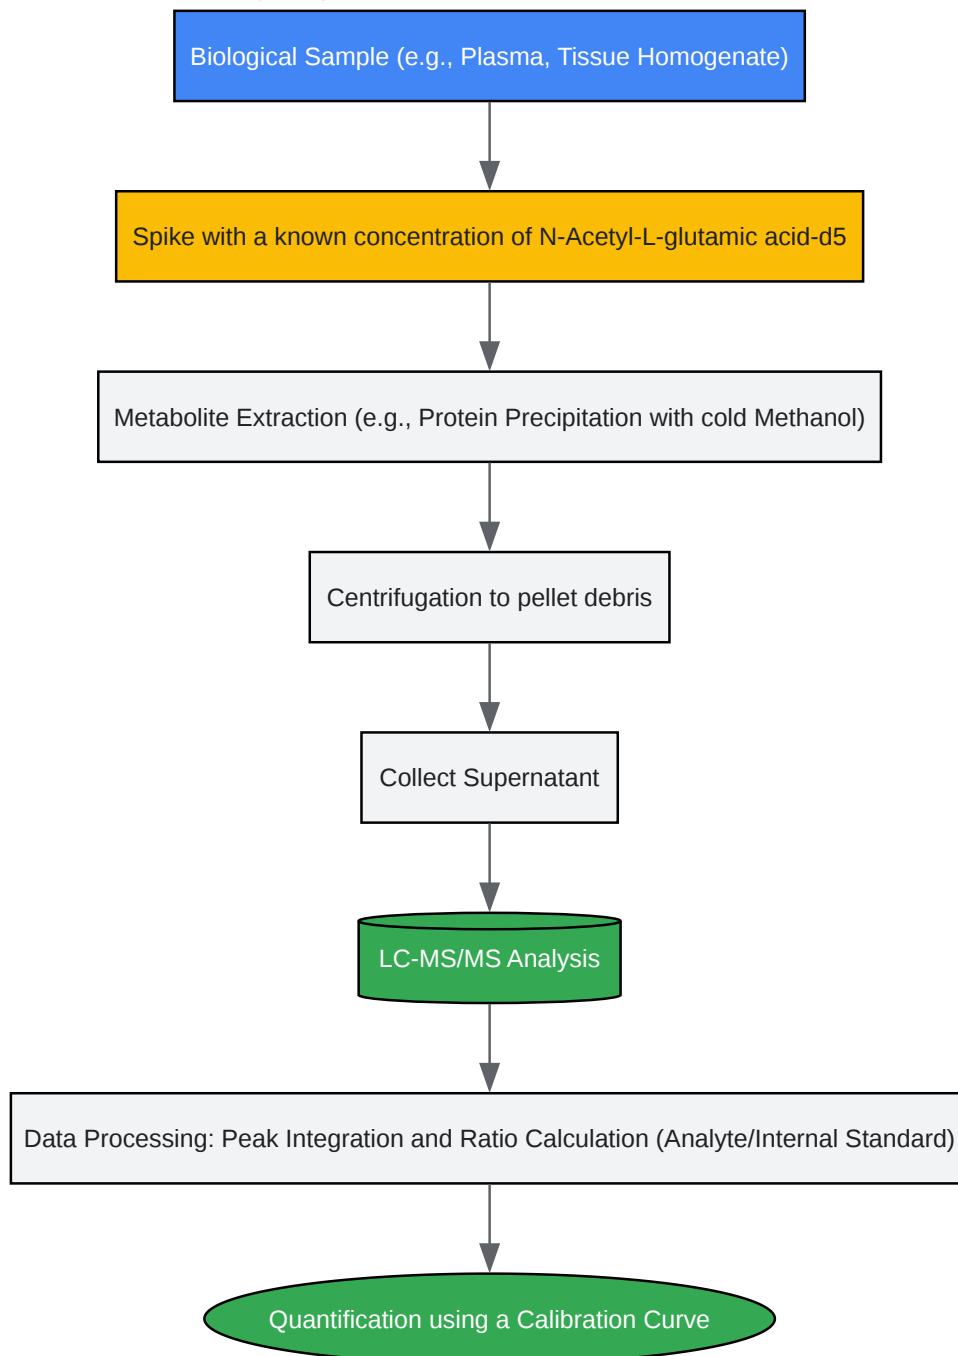 Biological Sample (e.g., Plasma, Tissue Homogenate)
Spike with a known concentration of N-Acetyl-L-glutamic acid-d5
Metabolite Extraction (e.g., Protein Precipitation with cold Methanol)
Centrifugation to pellet debris
Collect Supernatant
LC-MS/MS Analysis
Data Processing: Peak Integration and Ratio Calculation (Analyte/Internal Standard)
Quantification using a Calibration Curve